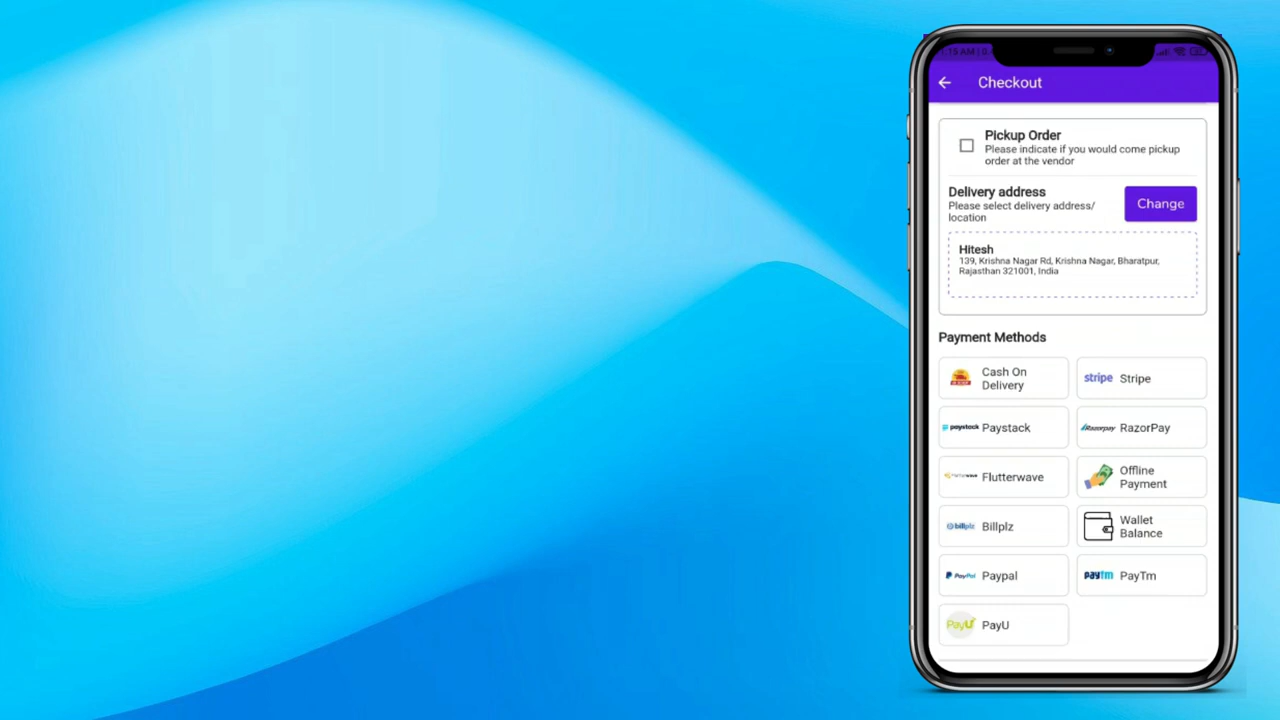 Checkout
Pickup Order
Please indicate if you would come pickup
order at the vendor
Delivery address
Please select delivery address/
location
Change
Hitesh
139, Krishna Nagar Rd, Krishna Nagar, Bharatpur,
Rajasthan 321001, India
Payment Methods
Cash On
Delivery
stripe Stripe
paystack Paystack
Razorpay RazorPay
Flutterwave
Offline
Payment
billplz Billplz
Wallet
Balance
PayPal Paypal
paytm PayTm
PayU PayU